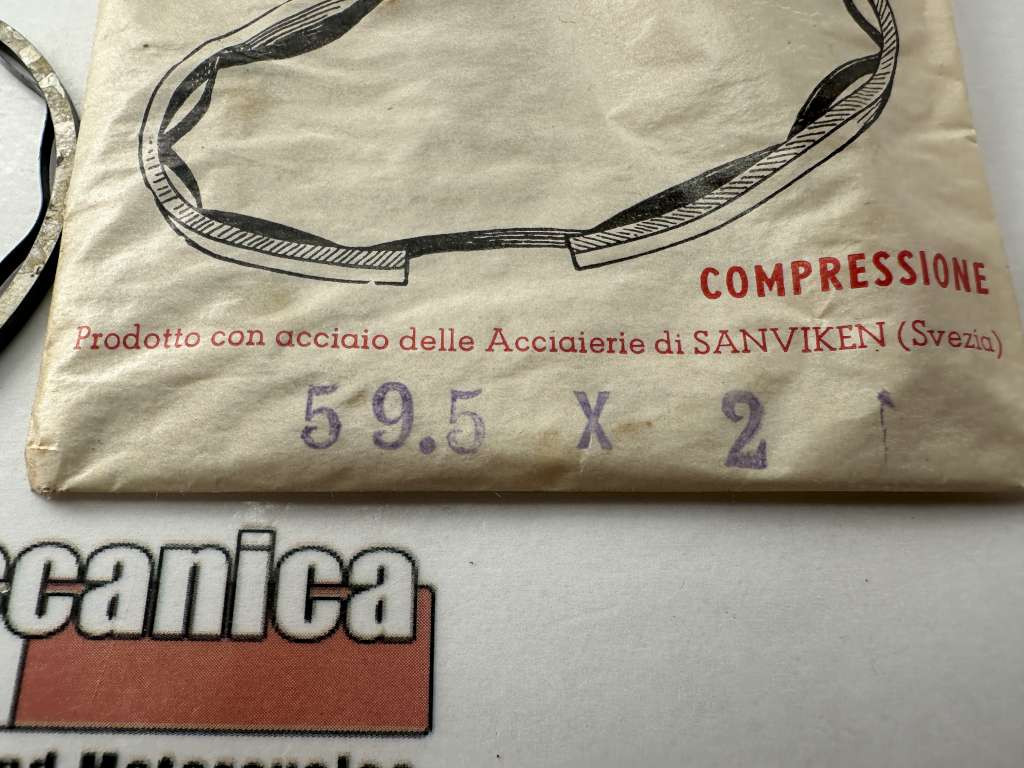 COMPRESSIONE
Prodotto con acciaio delle Acciaierie di SANVIKEN (Svezia)
59.5 X 2
ccanica